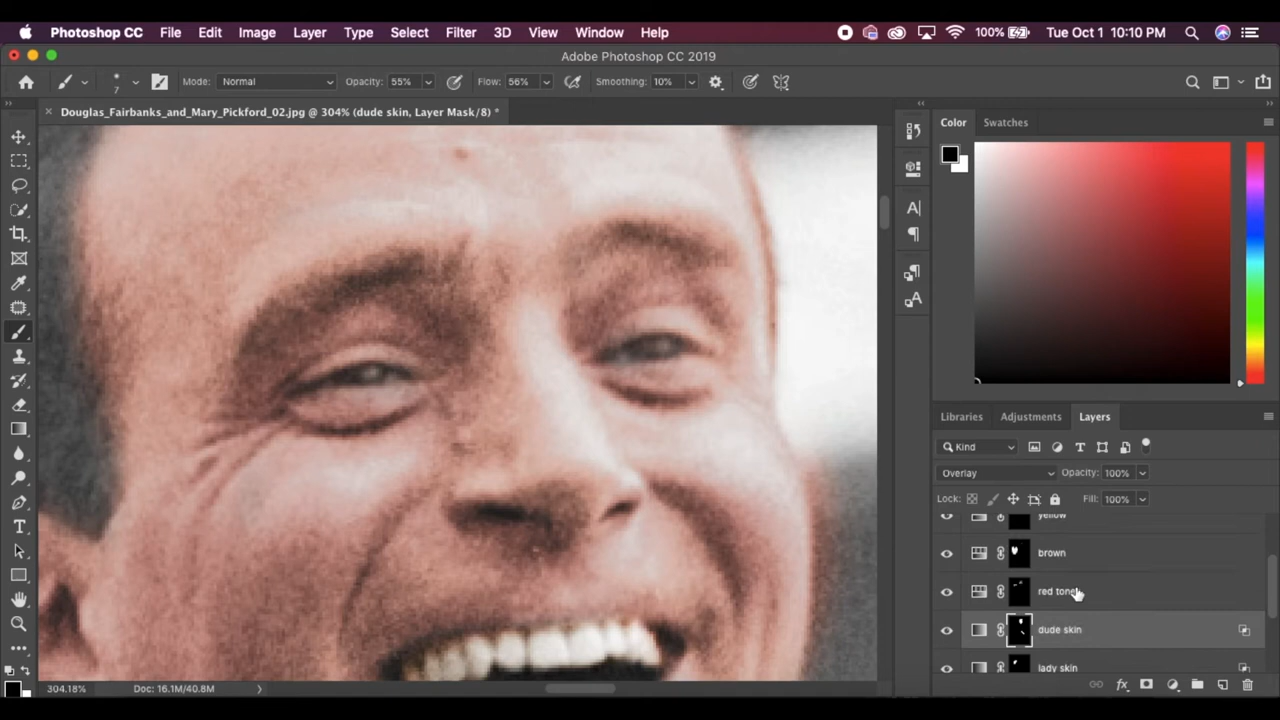 Photoshop CC File Edit Image Layer Type Select Filter 3D View Window Help 100% Tue Oct 1 10:10 PM
Adobe Photoshop CC 2019
7 Mode: Normal Opacity: 55% Flow: 56% Smoothing: 10%
Douglas_Fairbanks_and_Mary_Pickford_02.jpg @ 304% (dude skin, Layer Mask/8) *
Color Swatches
Libraries Adjustments Layers
Kind
Overlay Opacity: 100%
Lock: Fill: 100%
yellow
brown
red tone
dude skin
lady skin
304.18% Doc: 16.1M/40.8M